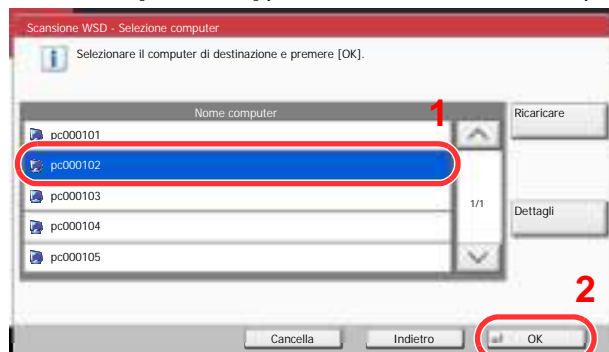 Scansione WSD - Selezione computer
Selezionare il computer di destinazione e premere [OK].
Nome computer
1
Ricaricare
pc000101
pc000102
pc000103
1/1
Dettagli
pc000104
pc000105
2
Cancella
Indietro
OK